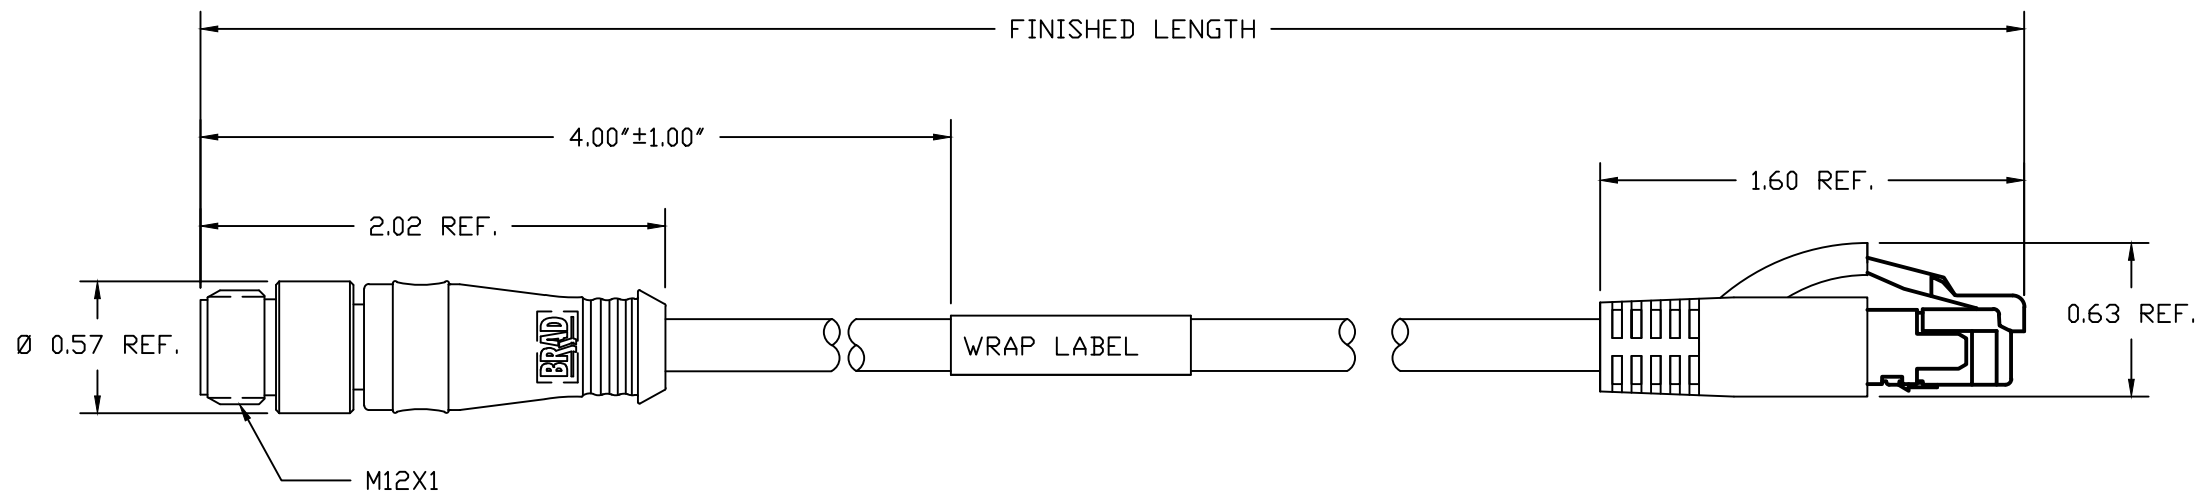 FINISHED LENGTH
4.00"±1.00"
1.60 REF.
2.02 REF.
Ø 0.57 REF.
BRAD
WRAP LABEL
0.63 REF.
M12X1